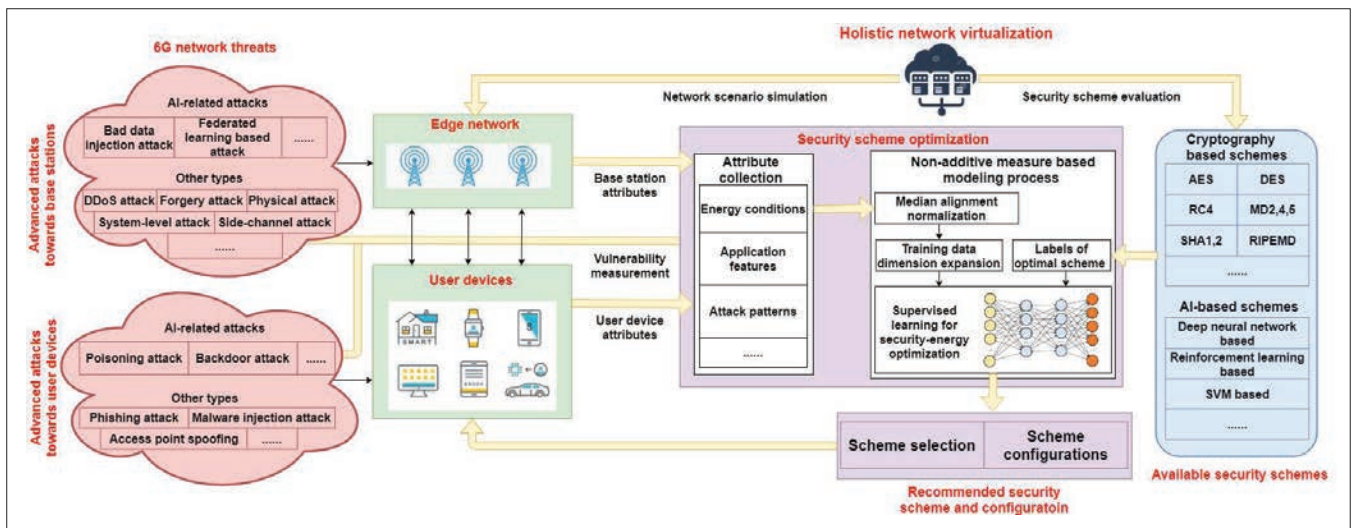 6G network threats
Advanced attacks
towards base stations
AI-related attacks
Bad data
injection attack
Federated
learning based
attack
......
Other types
DDoS attack
Forgery attack
Physical attack
System-level attack
Side-channel attack
......
Advanced attacks
towards user devices
AI-related attacks
Poisoning attack
Backdoor attack
......
Other types
Phishing attack
Malware injection attack
Access point spoofing
......
Edge network
User devices
SMART
Base station
attributes
Vulnerability
measurement
User device
attributes
Holistic network virtualization
Network scenario simulation
Security scheme evaluation
Security scheme optimization
Attribute
collection
Energy conditions
Application
features
Attack patterns
......
Non-additive measure based
modeling process
Median alignment
normalization
Training data
dimension expansion
Labels of
optimal scheme
Supervised
learning for
security-energy
optimization
Scheme selection
Scheme
configurations
Recommended security
scheme and configuratoin
Cryptography
based schemes
AES
DES
RC4
MD2,4,5
SHA1,2
RIPEMD
......
AI-based schemes
Deep neural network
based
Reinforcement learning
based
SVM based
......
Available security schemes